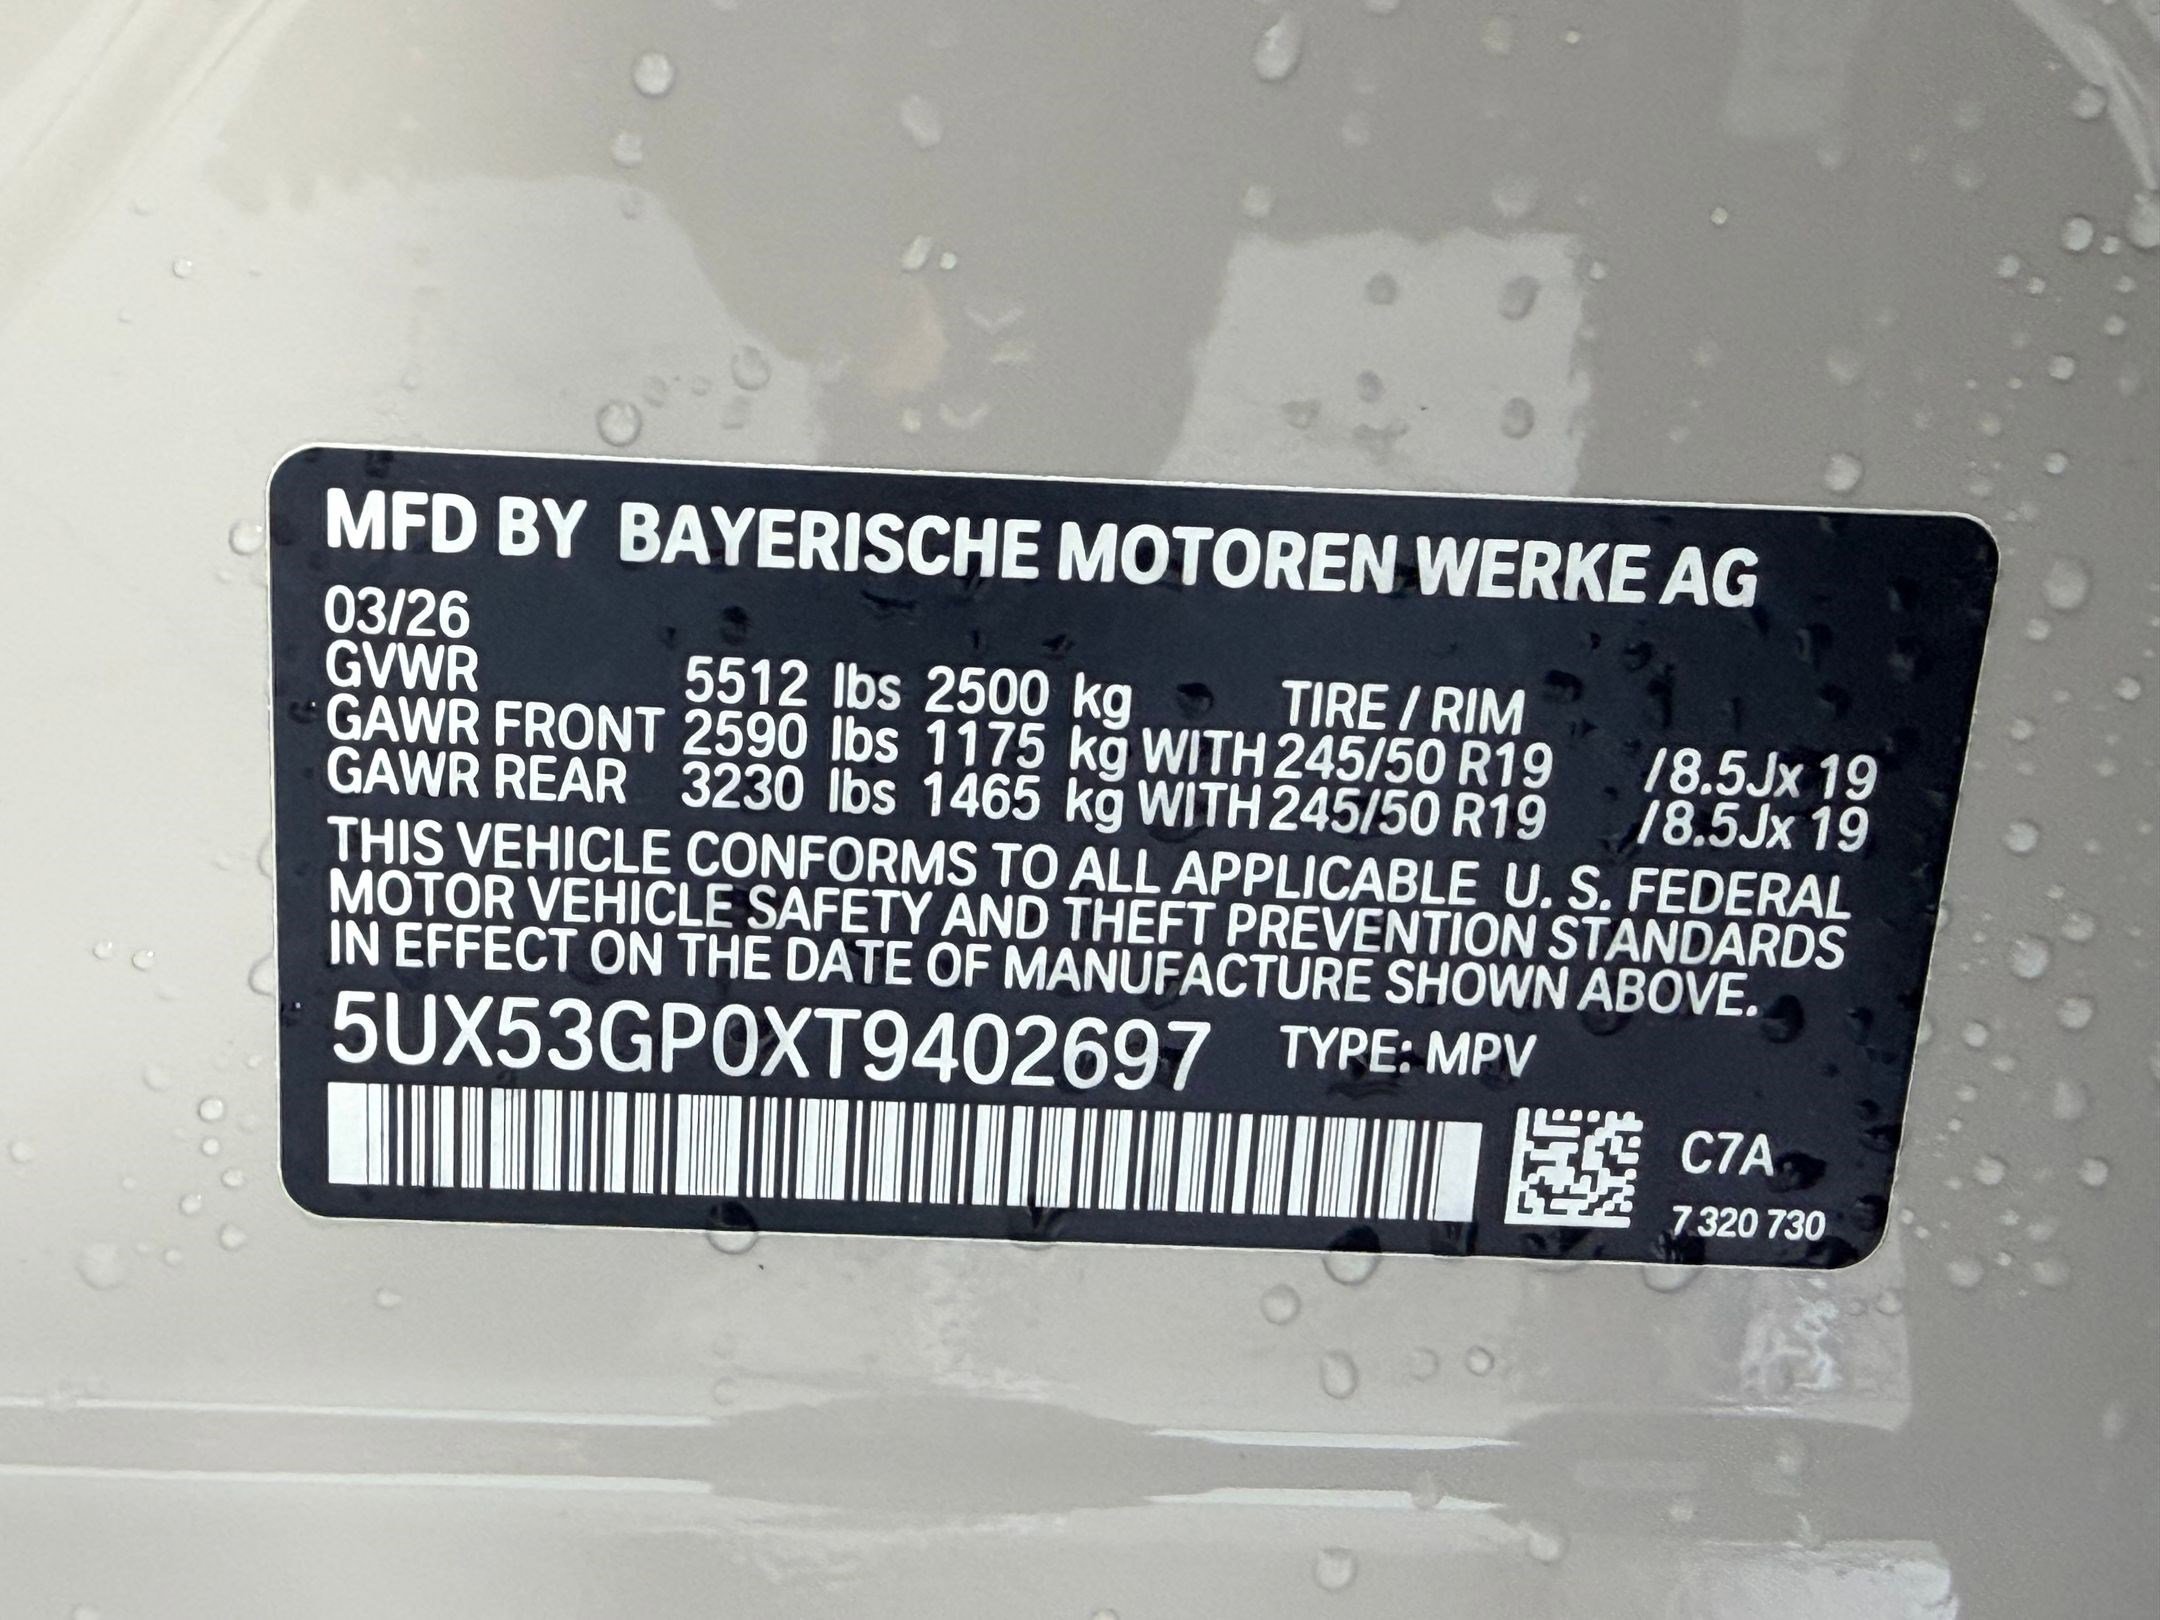 MFD BY BAYERISCHE MOTOREN WERKE AG
03/26
GVWR 5512 lbs 2500 kg TIRE / RIM
GAWR FRONT 2590 lbs 1175 kg WITH 245/50 R19 /8.5Jx 19
GAWR REAR 3230 lbs 1465 kg WITH 245/50 R19 /8.5Jx 19
THIS VEHICLE CONFORMS TO ALL APPLICABLE U. S. FEDERAL
MOTOR VEHICLE SAFETY AND THEFT PREVENTION STANDARDS
IN EFFECT ON THE DATE OF MANUFACTURE SHOWN ABOVE.
5UX53GP0XT9402697 TYPE: MPV
C7A
7 320 730